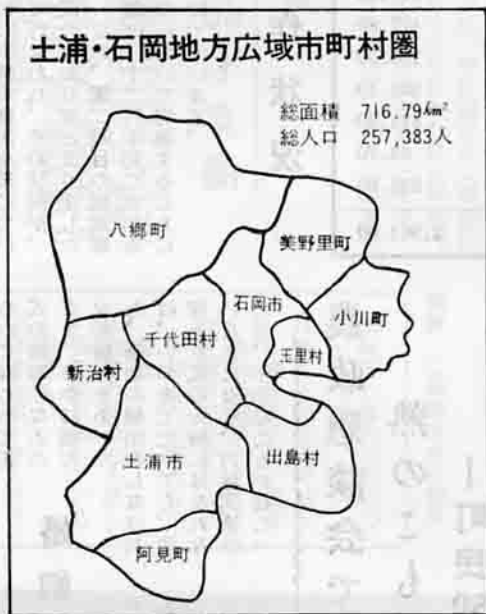 土浦・石岡地方広域市町村圏
総面積 716.79km²
総人口 257,383人
八郷町
美野里町
石岡市
小川町
千代田村
玉里村
新治村
出島村
土浦市
阿見町